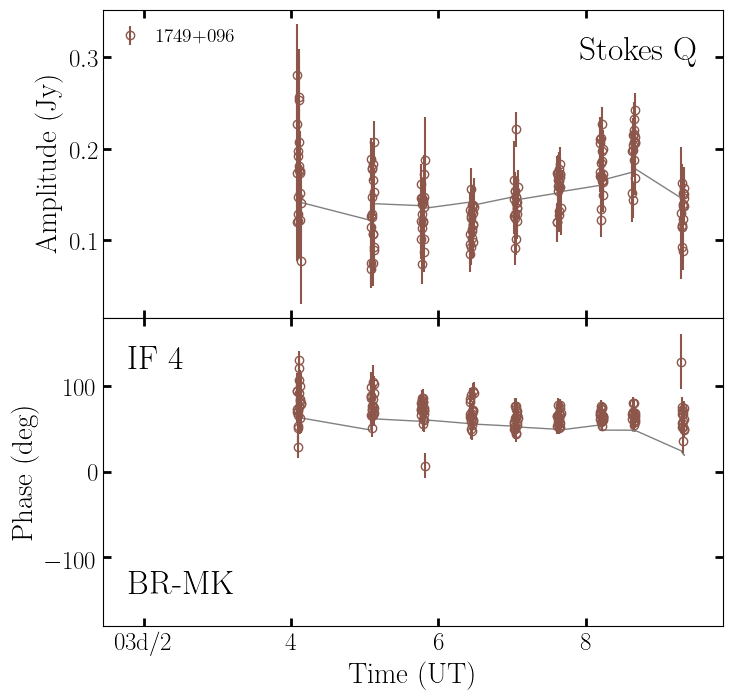 1749+096
Stokes Q
0.3
0.2
0.1
Amplitude (Jy)
IF 4
100
0
−100
Phase (deg)
BR-MK
03d/2
4
6
8
Time (UT)